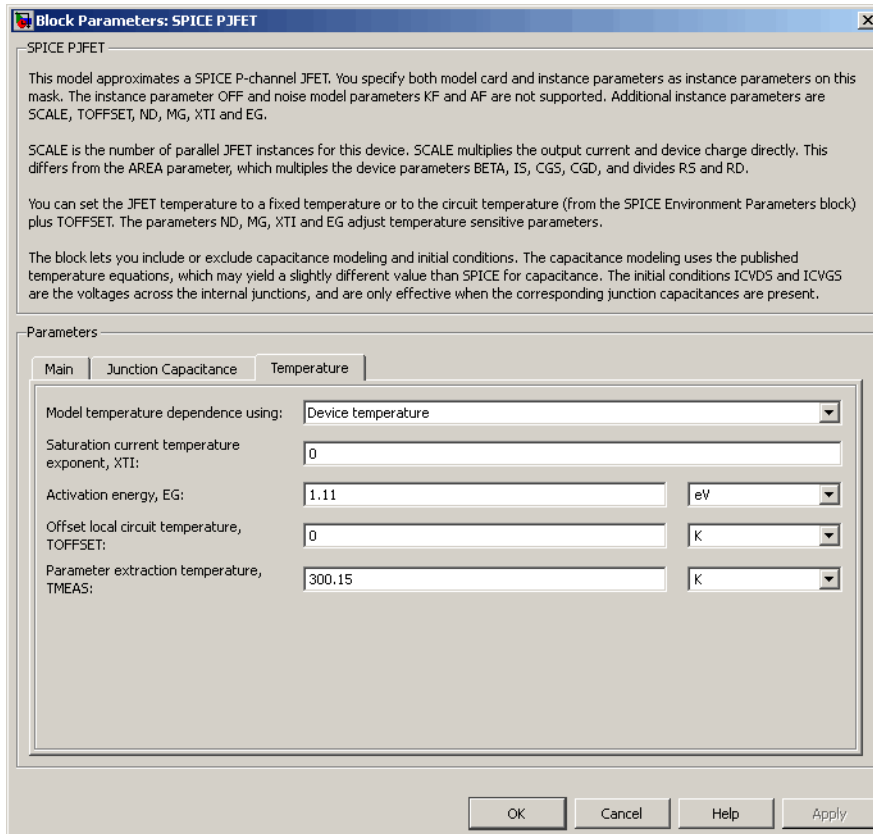 Block Parameters: SPICE PJFET
SPICE PJFET
This model approximates a SPICE P-channel JFET. You specify both model card and instance parameters as instance parameters on this
mask. The instance parameter OFF and noise model parameters KF and AF are not supported. Additional instance parameters are
SCALE, TOFFSET, ND, MG, XTI and EG.
SCALE is the number of parallel JFET instances for this device. SCALE multiplies the output current and device charge directly. This
differs from the AREA parameter, which multiples the device parameters BETA, IS, CGS, CGD, and divides RS and RD.
You can set the JFET temperature to a fixed temperature or to the circuit temperature (from the SPICE Environment Parameters block)
plus TOFFSET. The parameters ND, MG, XTI and EG adjust temperature sensitive parameters.
The block lets you include or exclude capacitance modeling and initial conditions. The capacitance modeling uses the published
temperature equations, which may yield a slightly different value than SPICE for capacitance. The initial conditions ICVDS and ICVGS
are the voltages across the internal junctions, and are only effective when the corresponding junction capacitances are present.
Parameters
Main Junction Capacitance Temperature
Model temperature dependence using: Device temperature
Saturation current temperature
exponent, XTI: 0
Activation energy, EG: 1.11 eV
Offset local circuit temperature,
TOFFSET: 0 K
Parameter extraction temperature,
TMEAS: 300.15 K
OK Cancel Help Apply